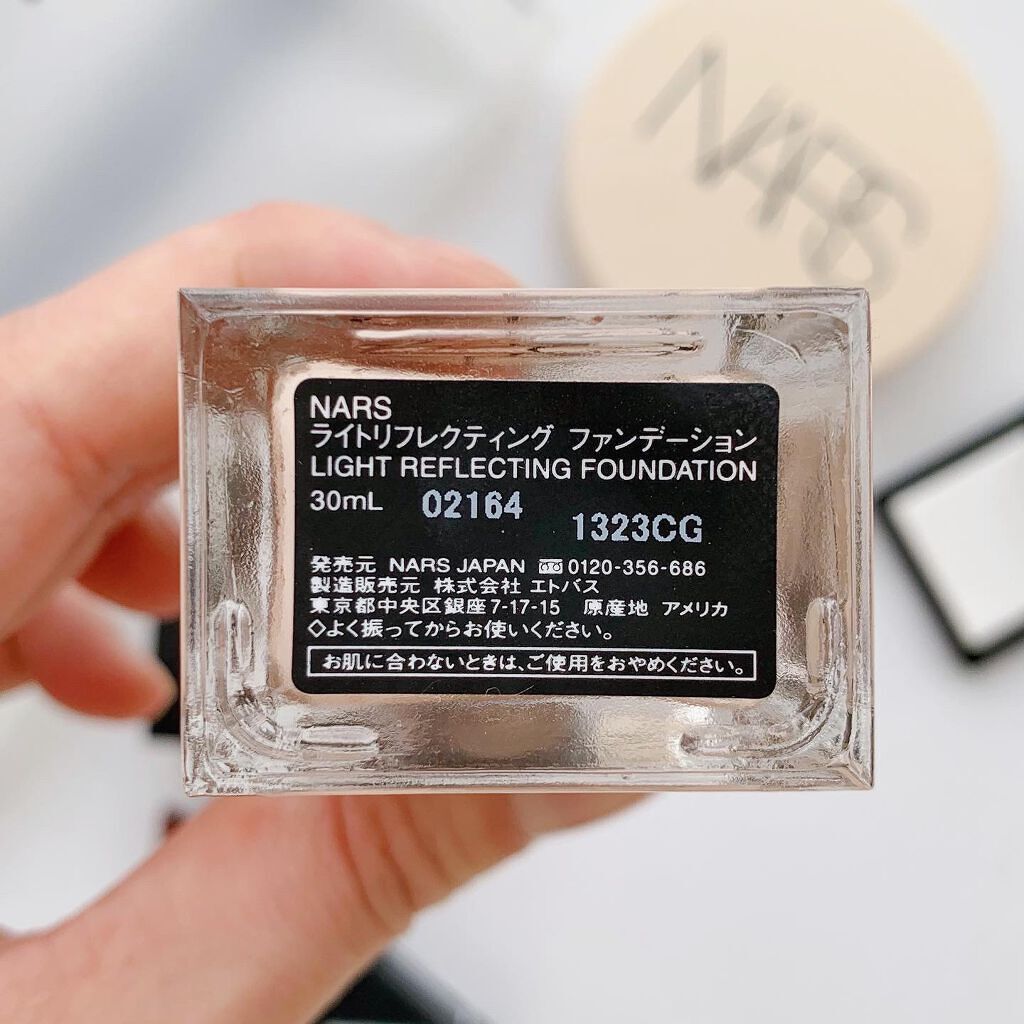 NARS
NARS
ライトリフレクティング ファンデーション
LIGHT REFLECTING FOUNDATION
30mL 02164
1323CG
発売元 NARS JAPAN 0120-356-686
製造販売元 株式会社 エトバス
東京都中央区銀座7-17-15 原産地 アメリカ
◇よく振ってからお使いください。
お肌に合わないときは、ご使用をおやめください。